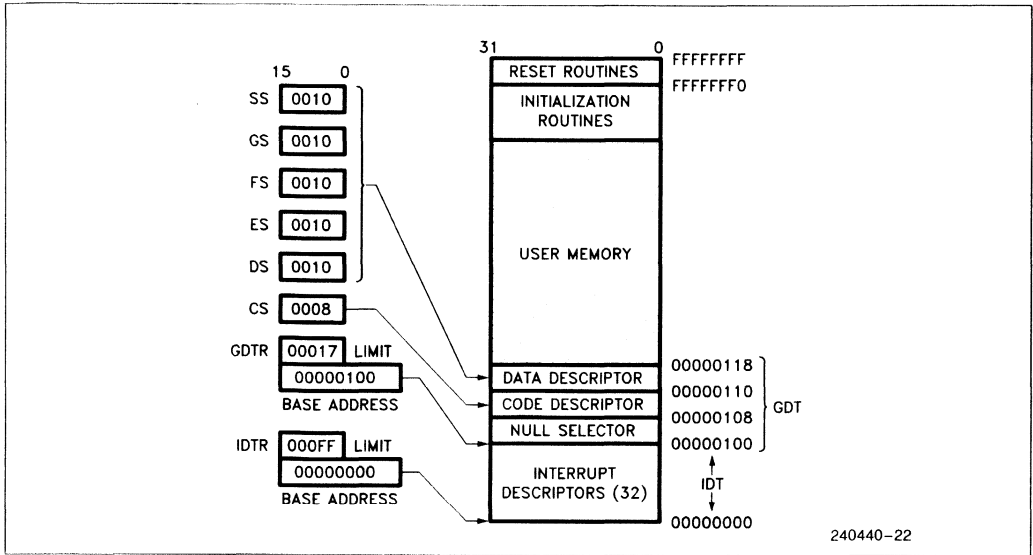 31 0
FFFFFFFF
RESET ROUTINES
FFFFFFF0
15 0
SS 0010
INITIALIZATION
ROUTINES
GS 0010
FS 0010
ES 0010
USER MEMORY
DS 0010
CS 0008
GDTR 00017 LIMIT
00000100
BASE ADDRESS
00000118
DATA DESCRIPTOR
00000110
CODE DESCRIPTOR
GDT
00000108
NULL SELECTOR
00000100
IDTR 000FF LIMIT
00000000
BASE ADDRESS
INTERRUPT
DESCRIPTORS (32)
IDT
00000000
240440-22